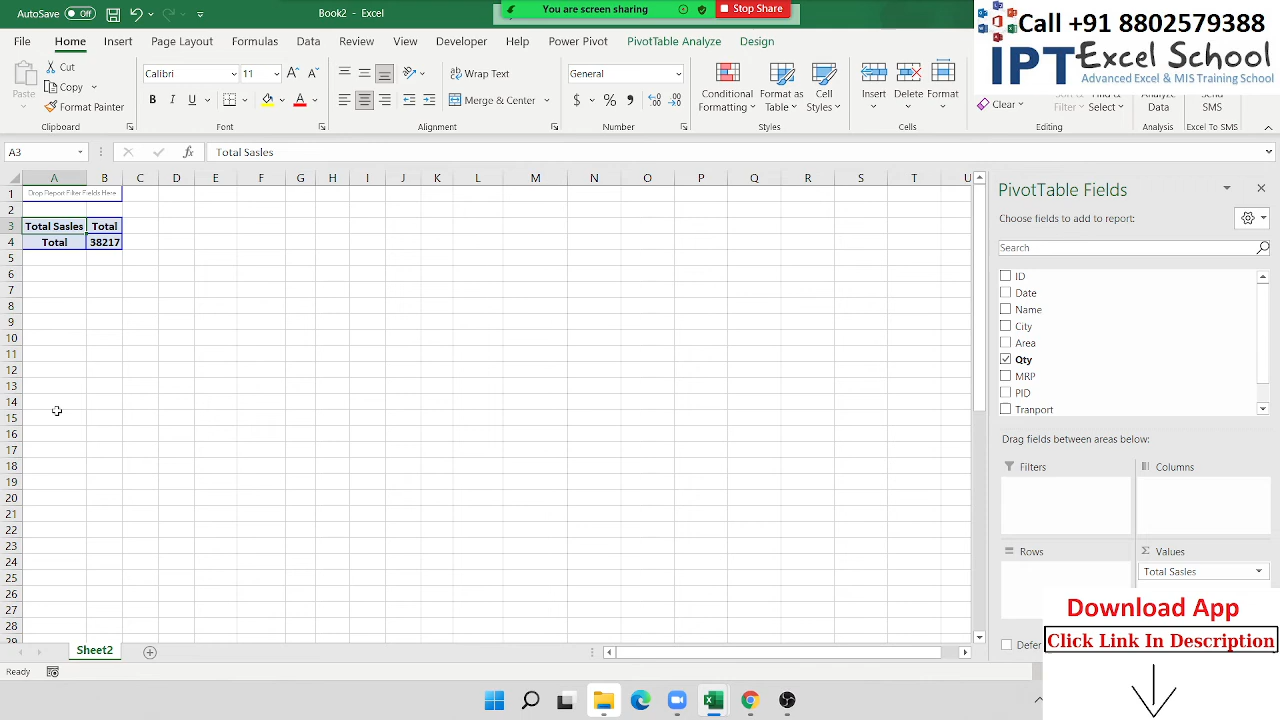 AutoSave Off
Book2 - Excel
You are screen sharing
Stop Share
Call +91 8802579388
IPT Excel School
Advanced Excel & MIS Training School
File Home Insert Page Layout Formulas Data Review View Developer Help Power Pivot PivotTable Analyze Design
Paste
Cut
Copy
Format Painter
Clipboard
Calibri 11
B I U
Font
Wrap Text
Merge & Center
Alignment
General
$ % ,
Number
Conditional Formatting
Format as Table
Cell Styles
Styles
Insert Delete Format
Cells
Clear
Filter Select
Editing
Analyze Data
Analysis
Send SMS
Excel To SMS
A3
fx
Total Sasles
A B C D E F G H I J K L M N O P Q R S T U
1 Drop Report Filter Fields Here
2
3 Total Sasles Total
4 Total 38217
5
6
7
8
9
10
11
12
13
14
15
16
17
18
19
20
21
22
23
24
25
26
27
28
29
PivotTable Fields
Choose fields to add to report:
Search
ID
Date
Name
City
Area
Qty
MRP
PID
Tranport
Drag fields between areas below:
Filters
Columns
Rows
Values
Total Sasles
Defer
Download App
Click Link In Description
Sheet2
Ready